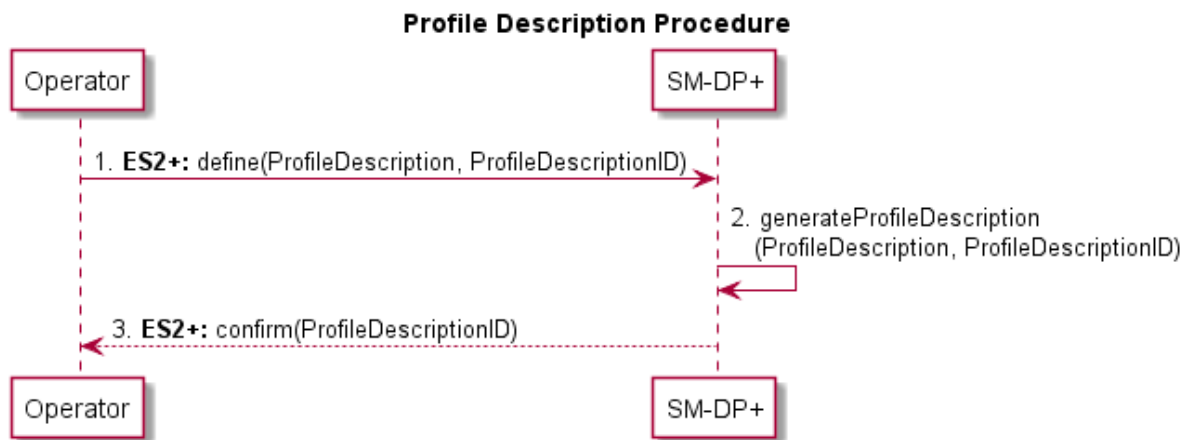 Profile Description Procedure
Operator
SM-DP+
1. ES2+: define(ProfileDescription, ProfileDescriptionID)
2. generateProfileDescription
(ProfileDescription, ProfileDescriptionID)
3. ES2+: confirm(ProfileDescriptionID)
Operator
SM-DP+